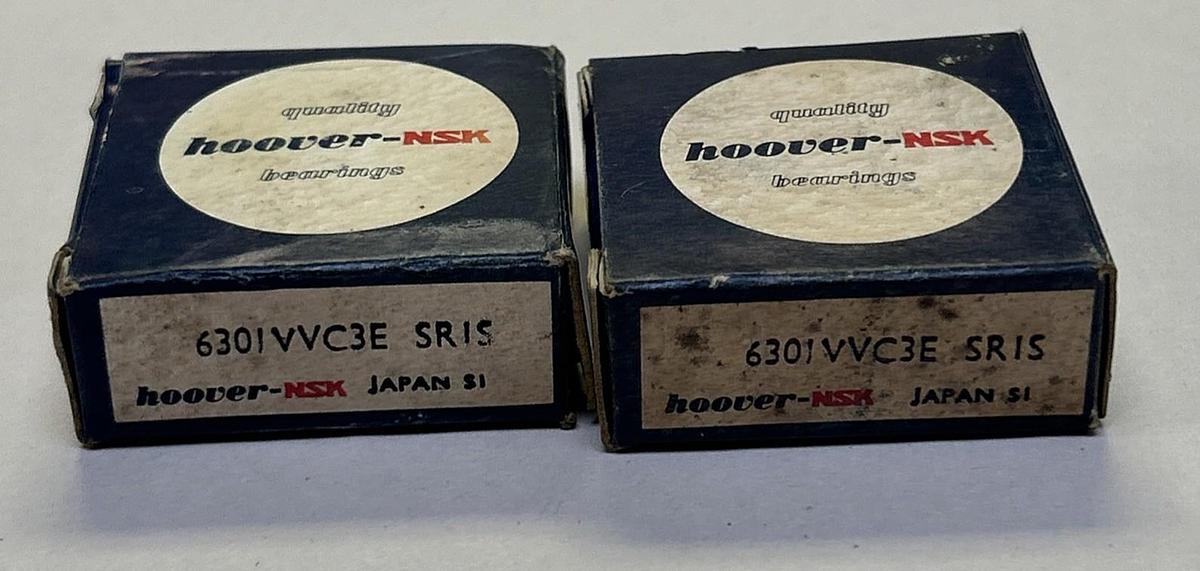 quality
hoover-NSK
bearings
6301VVC3E SR1S
hoover-NSK JAPAN S1
quality
hoover-NSK
bearings
6301VVC3E SR1S
hoover-NSK JAPAN S1